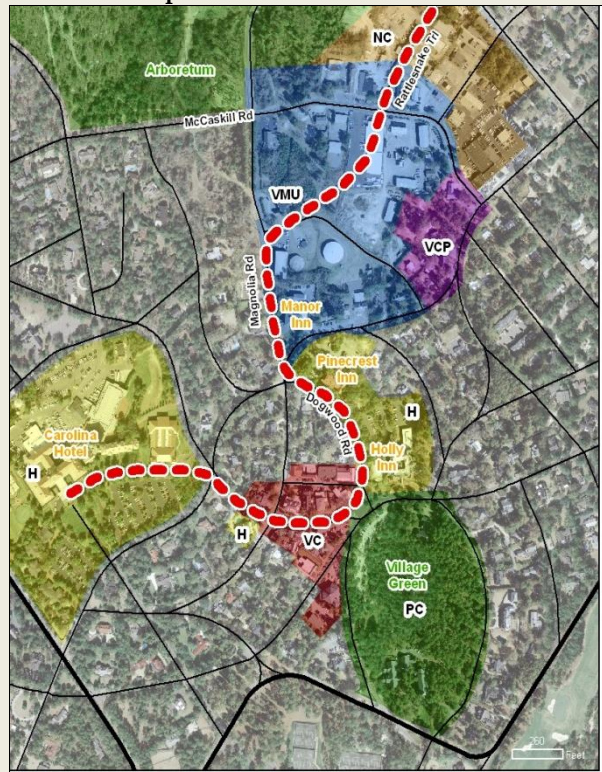 NC
Rattlesnake Trl
Arboretum
McCaskill Rd
VMU
VCP
Magnolia Rd
Manor
Inn
Pinecrest
Inn
Dogwood Rd
H
Carolina
Hotel
H
Holly
Inn
H
VC
Village
Green
PC
260
Feet